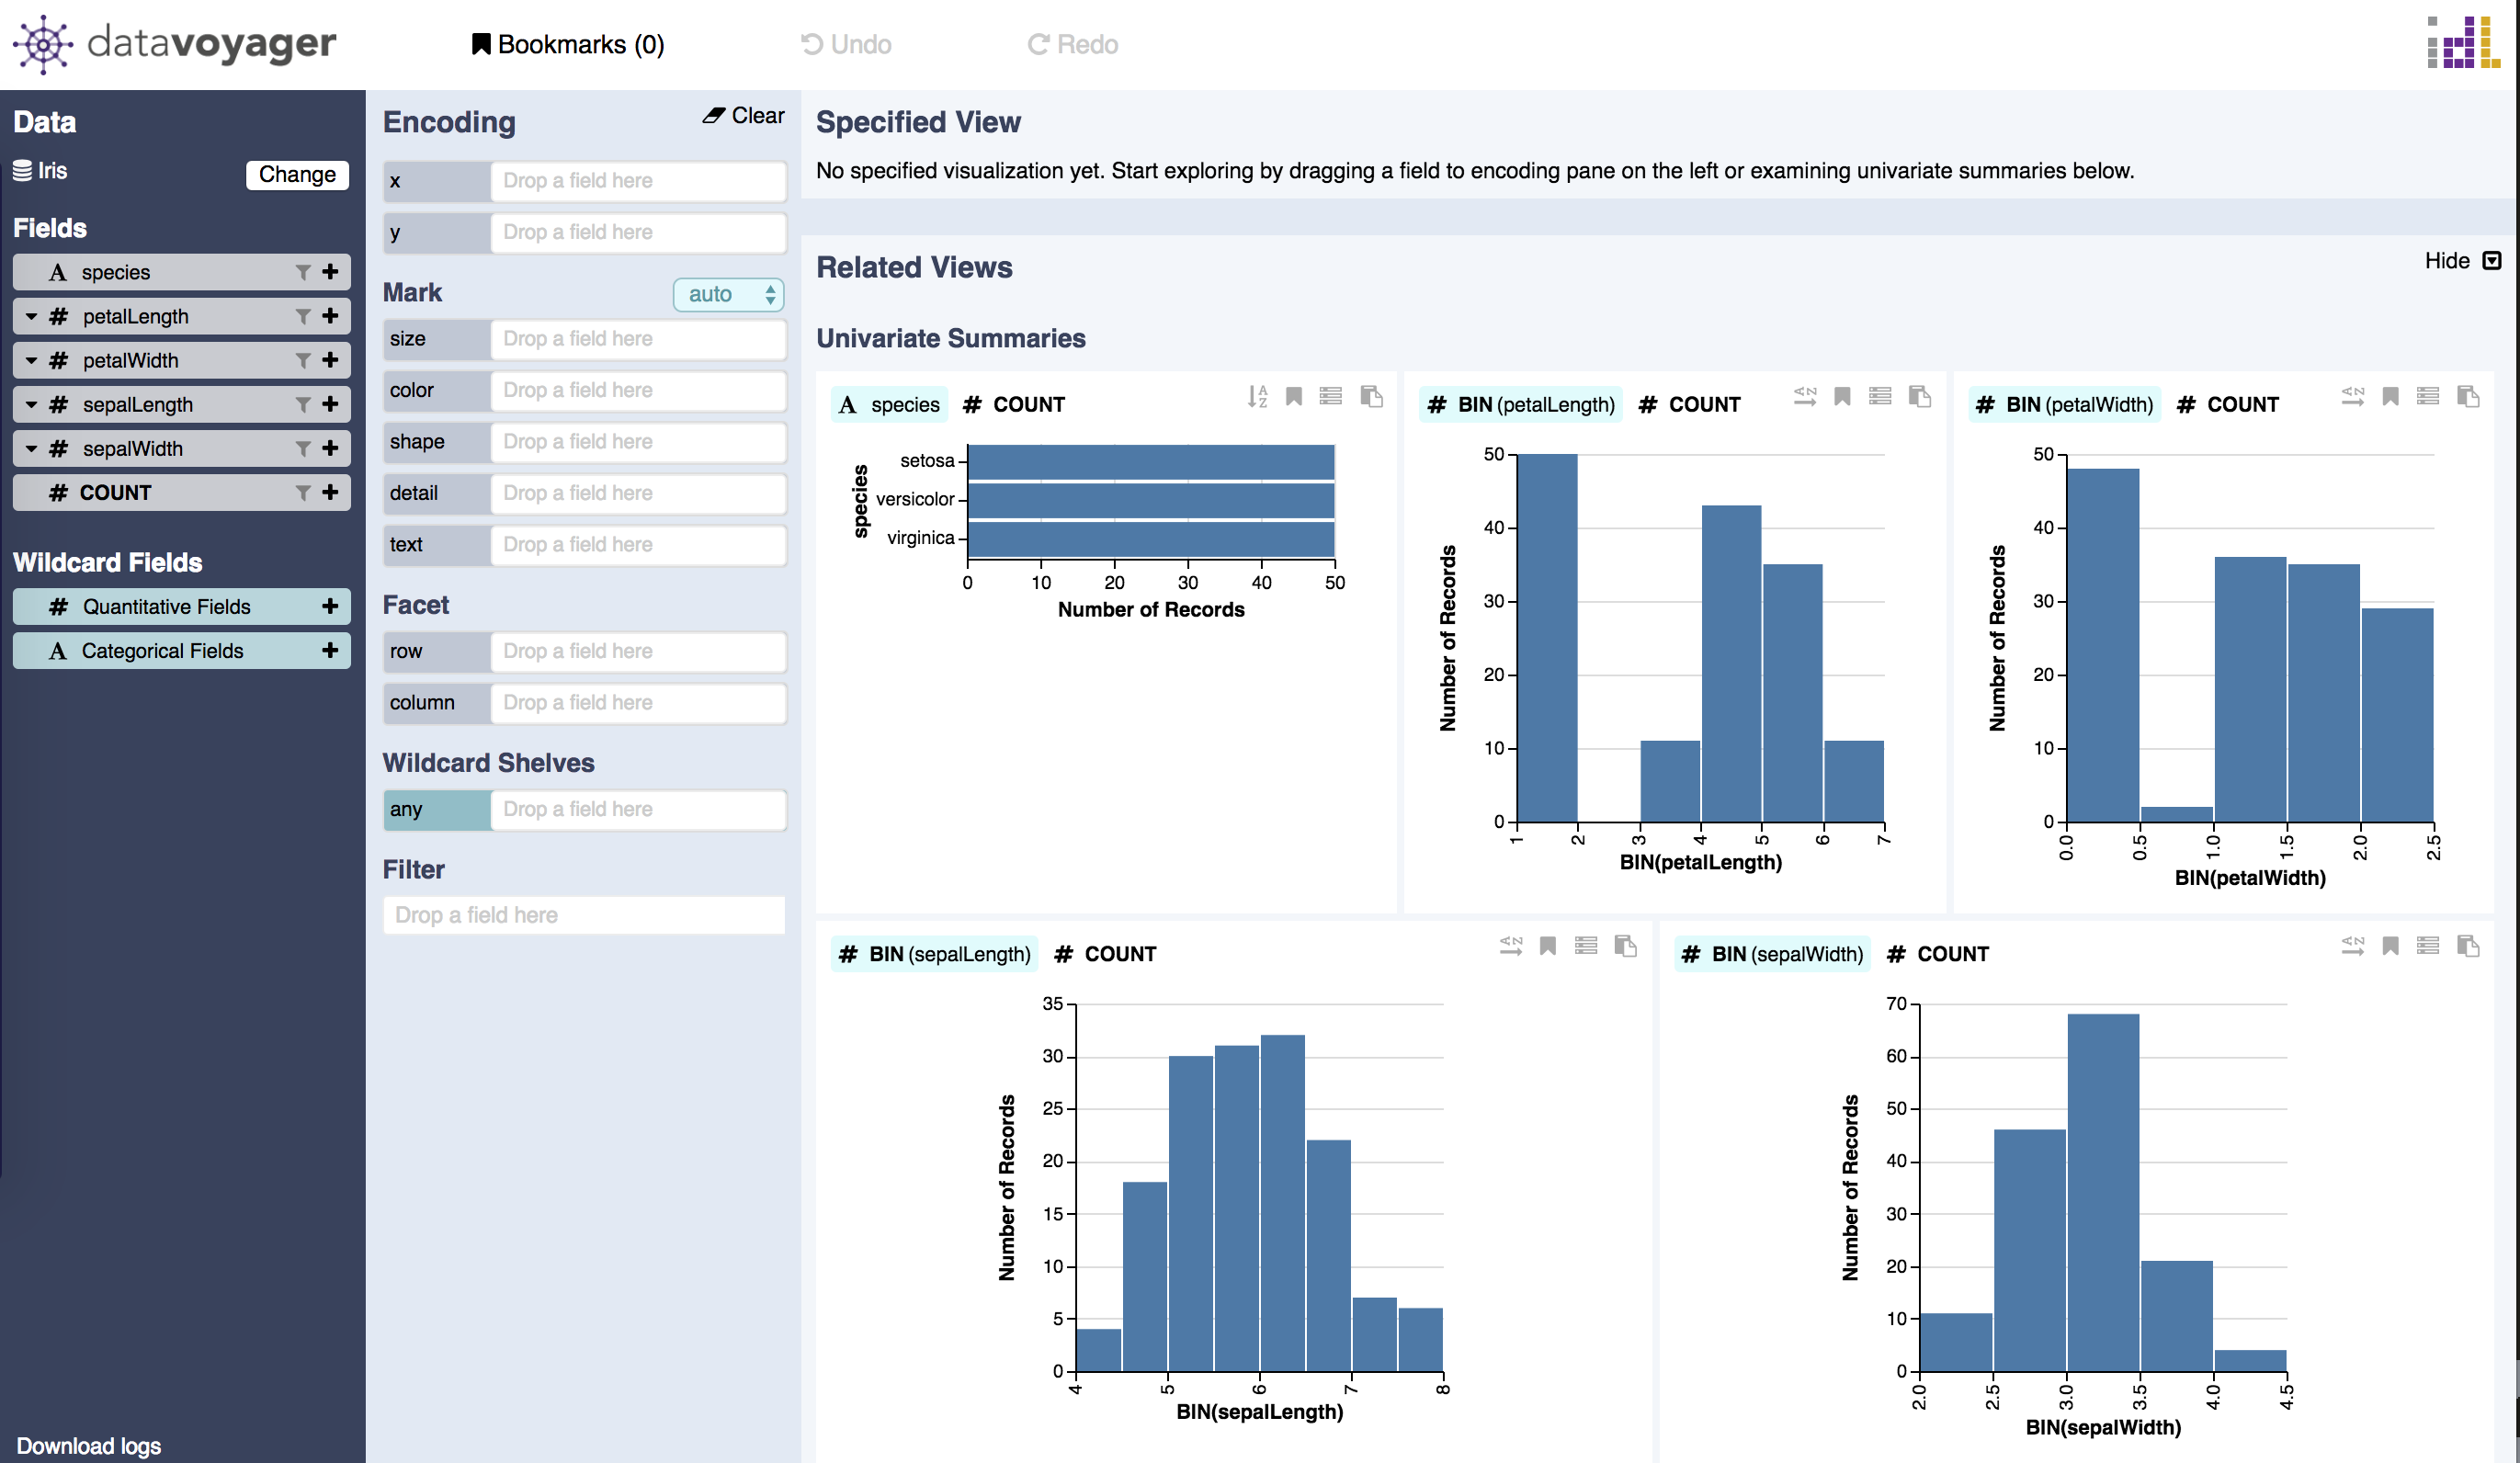 datavoyager
Bookmarks (0)
Undo
Redo
idl
Data
Iris
Change
Fields
A species
# petalLength
# petalWidth
# sepalLength
# sepalWidth
# COUNT
Wildcard Fields
# Quantitative Fields
A Categorical Fields
Download logs
Encoding
Clear
x Drop a field here
y Drop a field here
Mark
auto
size Drop a field here
color Drop a field here
shape Drop a field here
detail Drop a field here
text Drop a field here
Facet
row Drop a field here
column Drop a field here
Wildcard Shelves
any Drop a field here
Filter
Drop a field here
Specified View
No specified visualization yet. Start exploring by dragging a field to encoding pane on the left or examining univariate summaries below.
Related Views
Hide
Univariate Summaries
A species # COUNT
species
setosa
versicolor
virginica
0 10 20 30 40 50
Number of Records
# BIN (petalLength) # COUNT
Number of Records
50
40
30
20
10
0
1 2 3 4 5 6 7
BIN(petalLength)
# BIN (petalWidth) # COUNT
Number of Records
50
40
30
20
10
0
0.0 0.5 1.0 1.5 2.0 2.5
BIN(petalWidth)
# BIN (sepalLength) # COUNT
Number of Records
35
30
25
20
15
10
5
0
4 5 6 7 8
BIN(sepalLength)
# BIN (sepalWidth) # COUNT
Number of Records
70
60
50
40
30
20
10
0
2.0 2.5 3.0 3.5 4.0 4.5
BIN(sepalWidth)